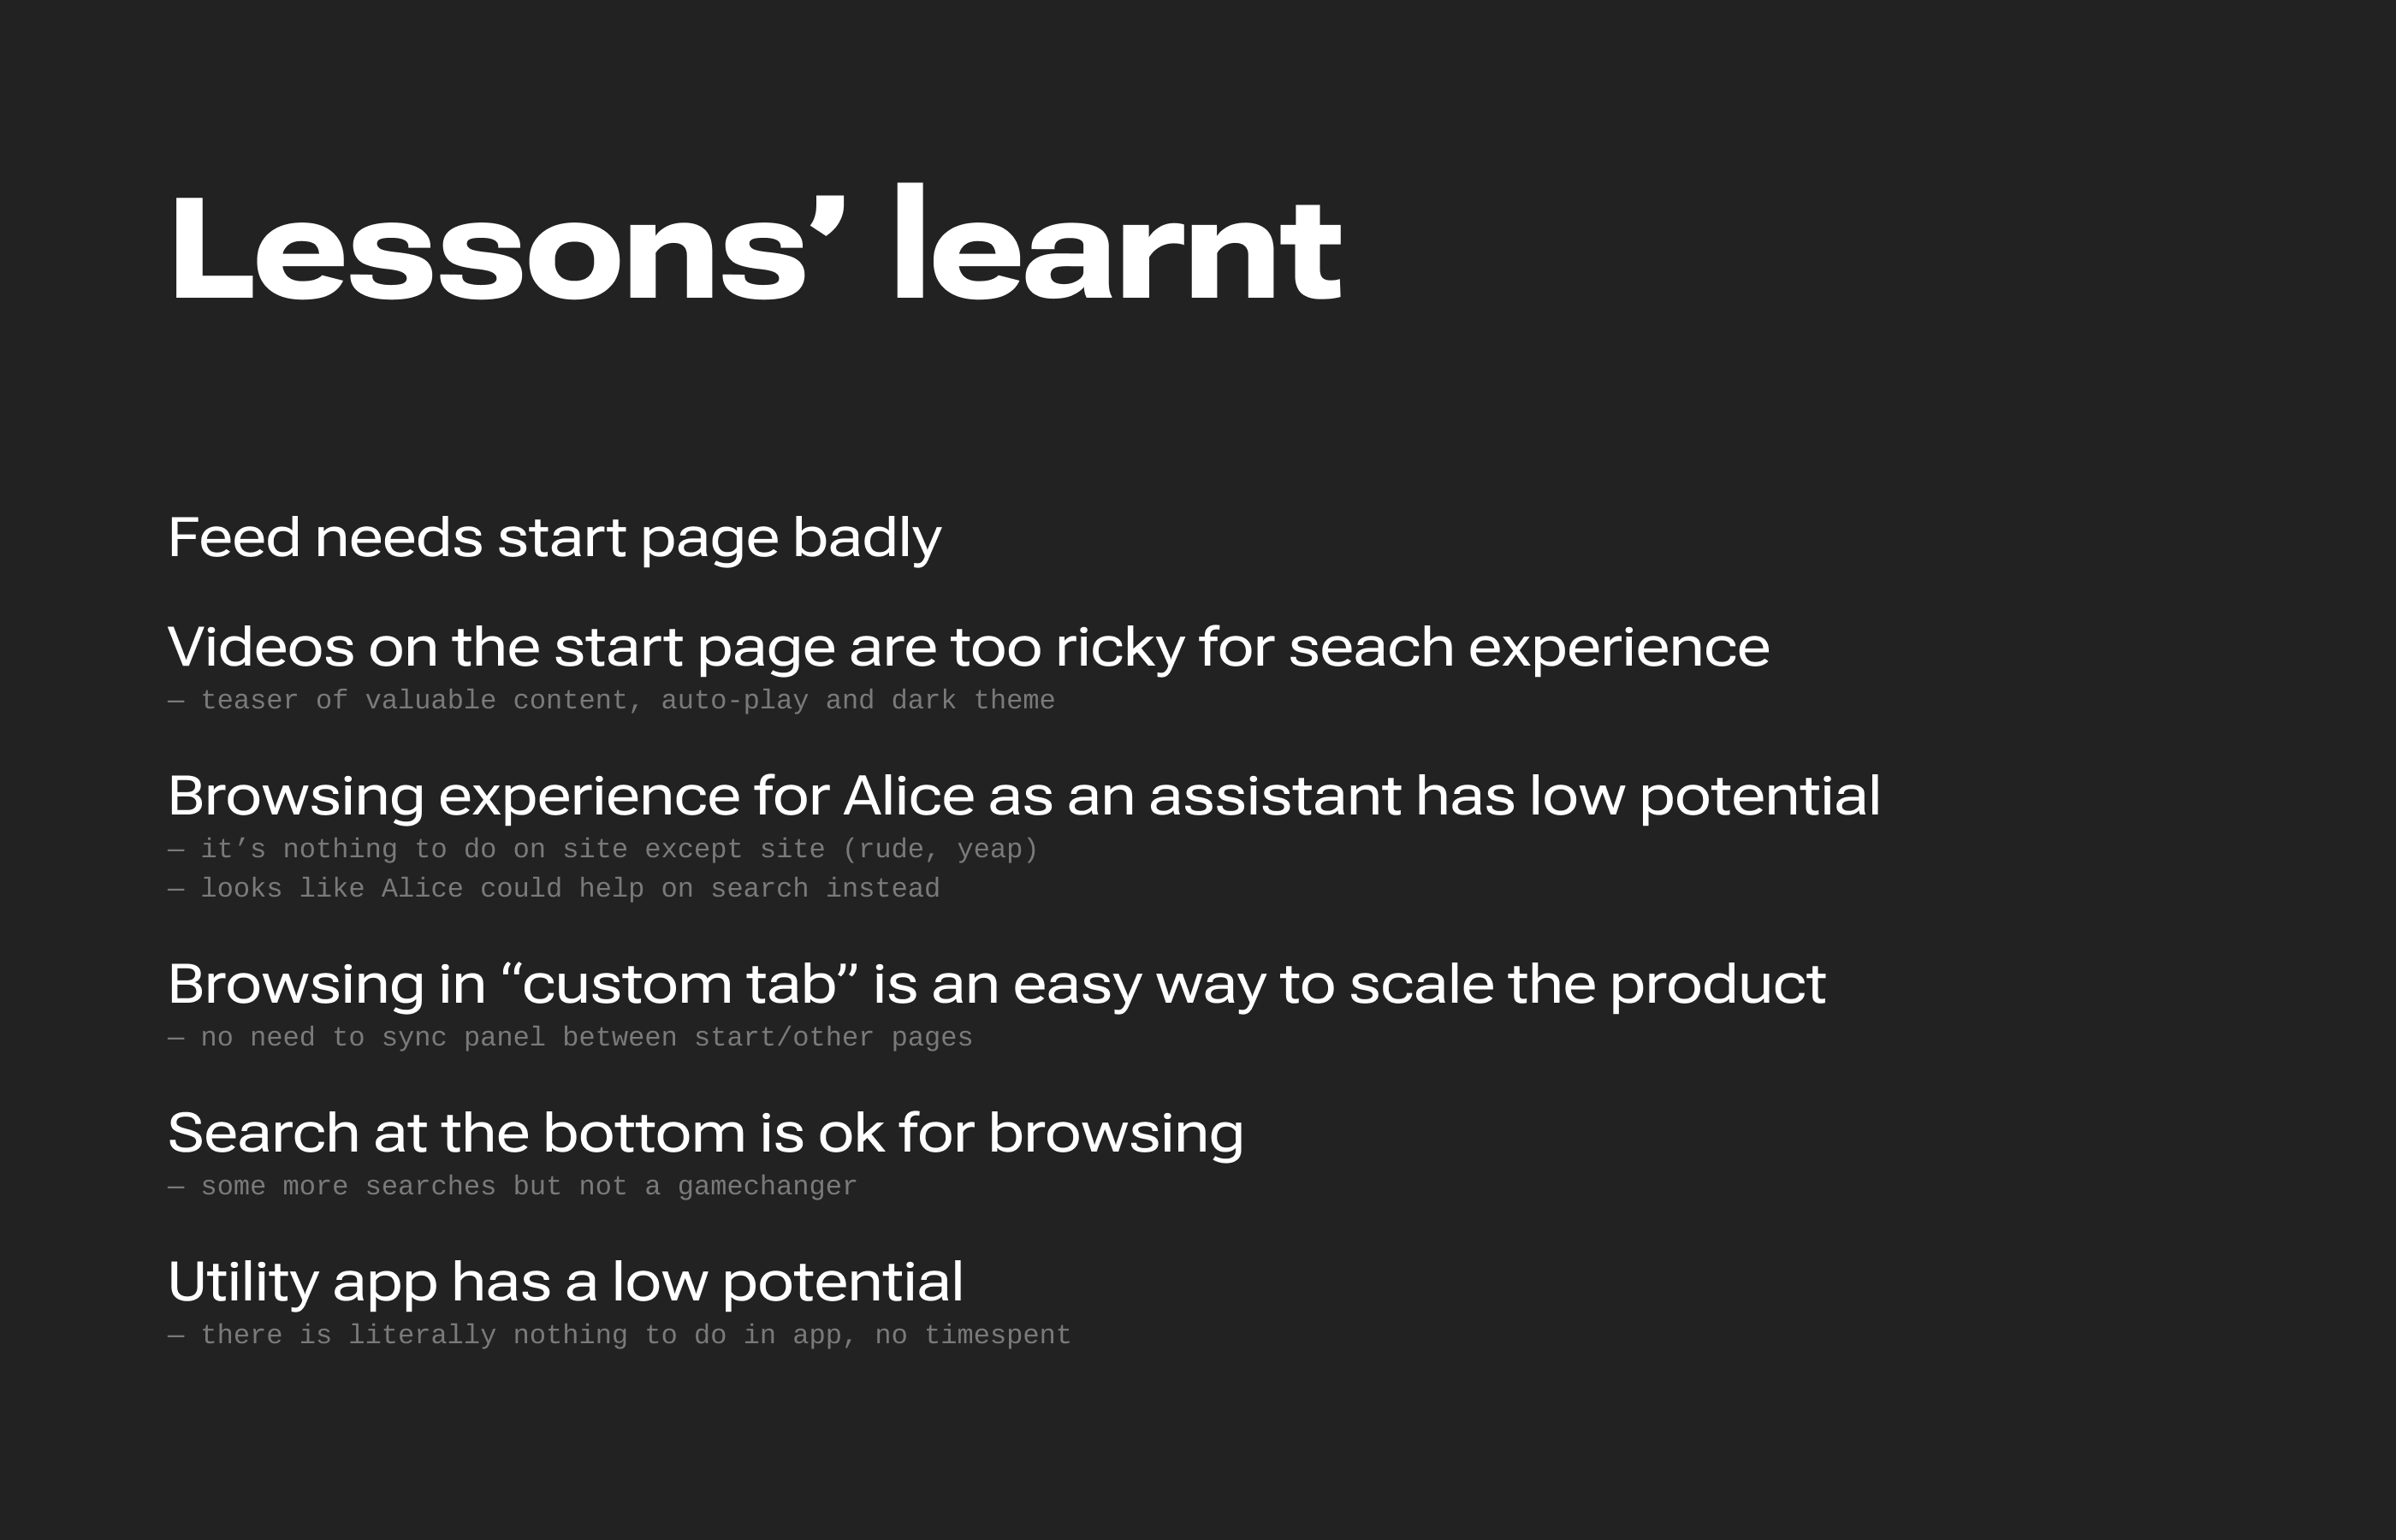 Lessons’ learnt
Feed needs start page badly
Videos on the start page are too ricky for seach experience
— teaser of valuable content, auto-play and dark theme
Browsing experience for Alice as an assistant has low potential
— it’s nothing to do on site except site (rude, yeap)
— looks like Alice could help on search instead
Browsing in “custom tab” is an easy way to scale the product
— no need to sync panel between start/other pages
Search at the bottom is ok for browsing
— some more searches but not a gamechanger
Utility app has a low potential
— there is literally nothing to do in app, no timespent